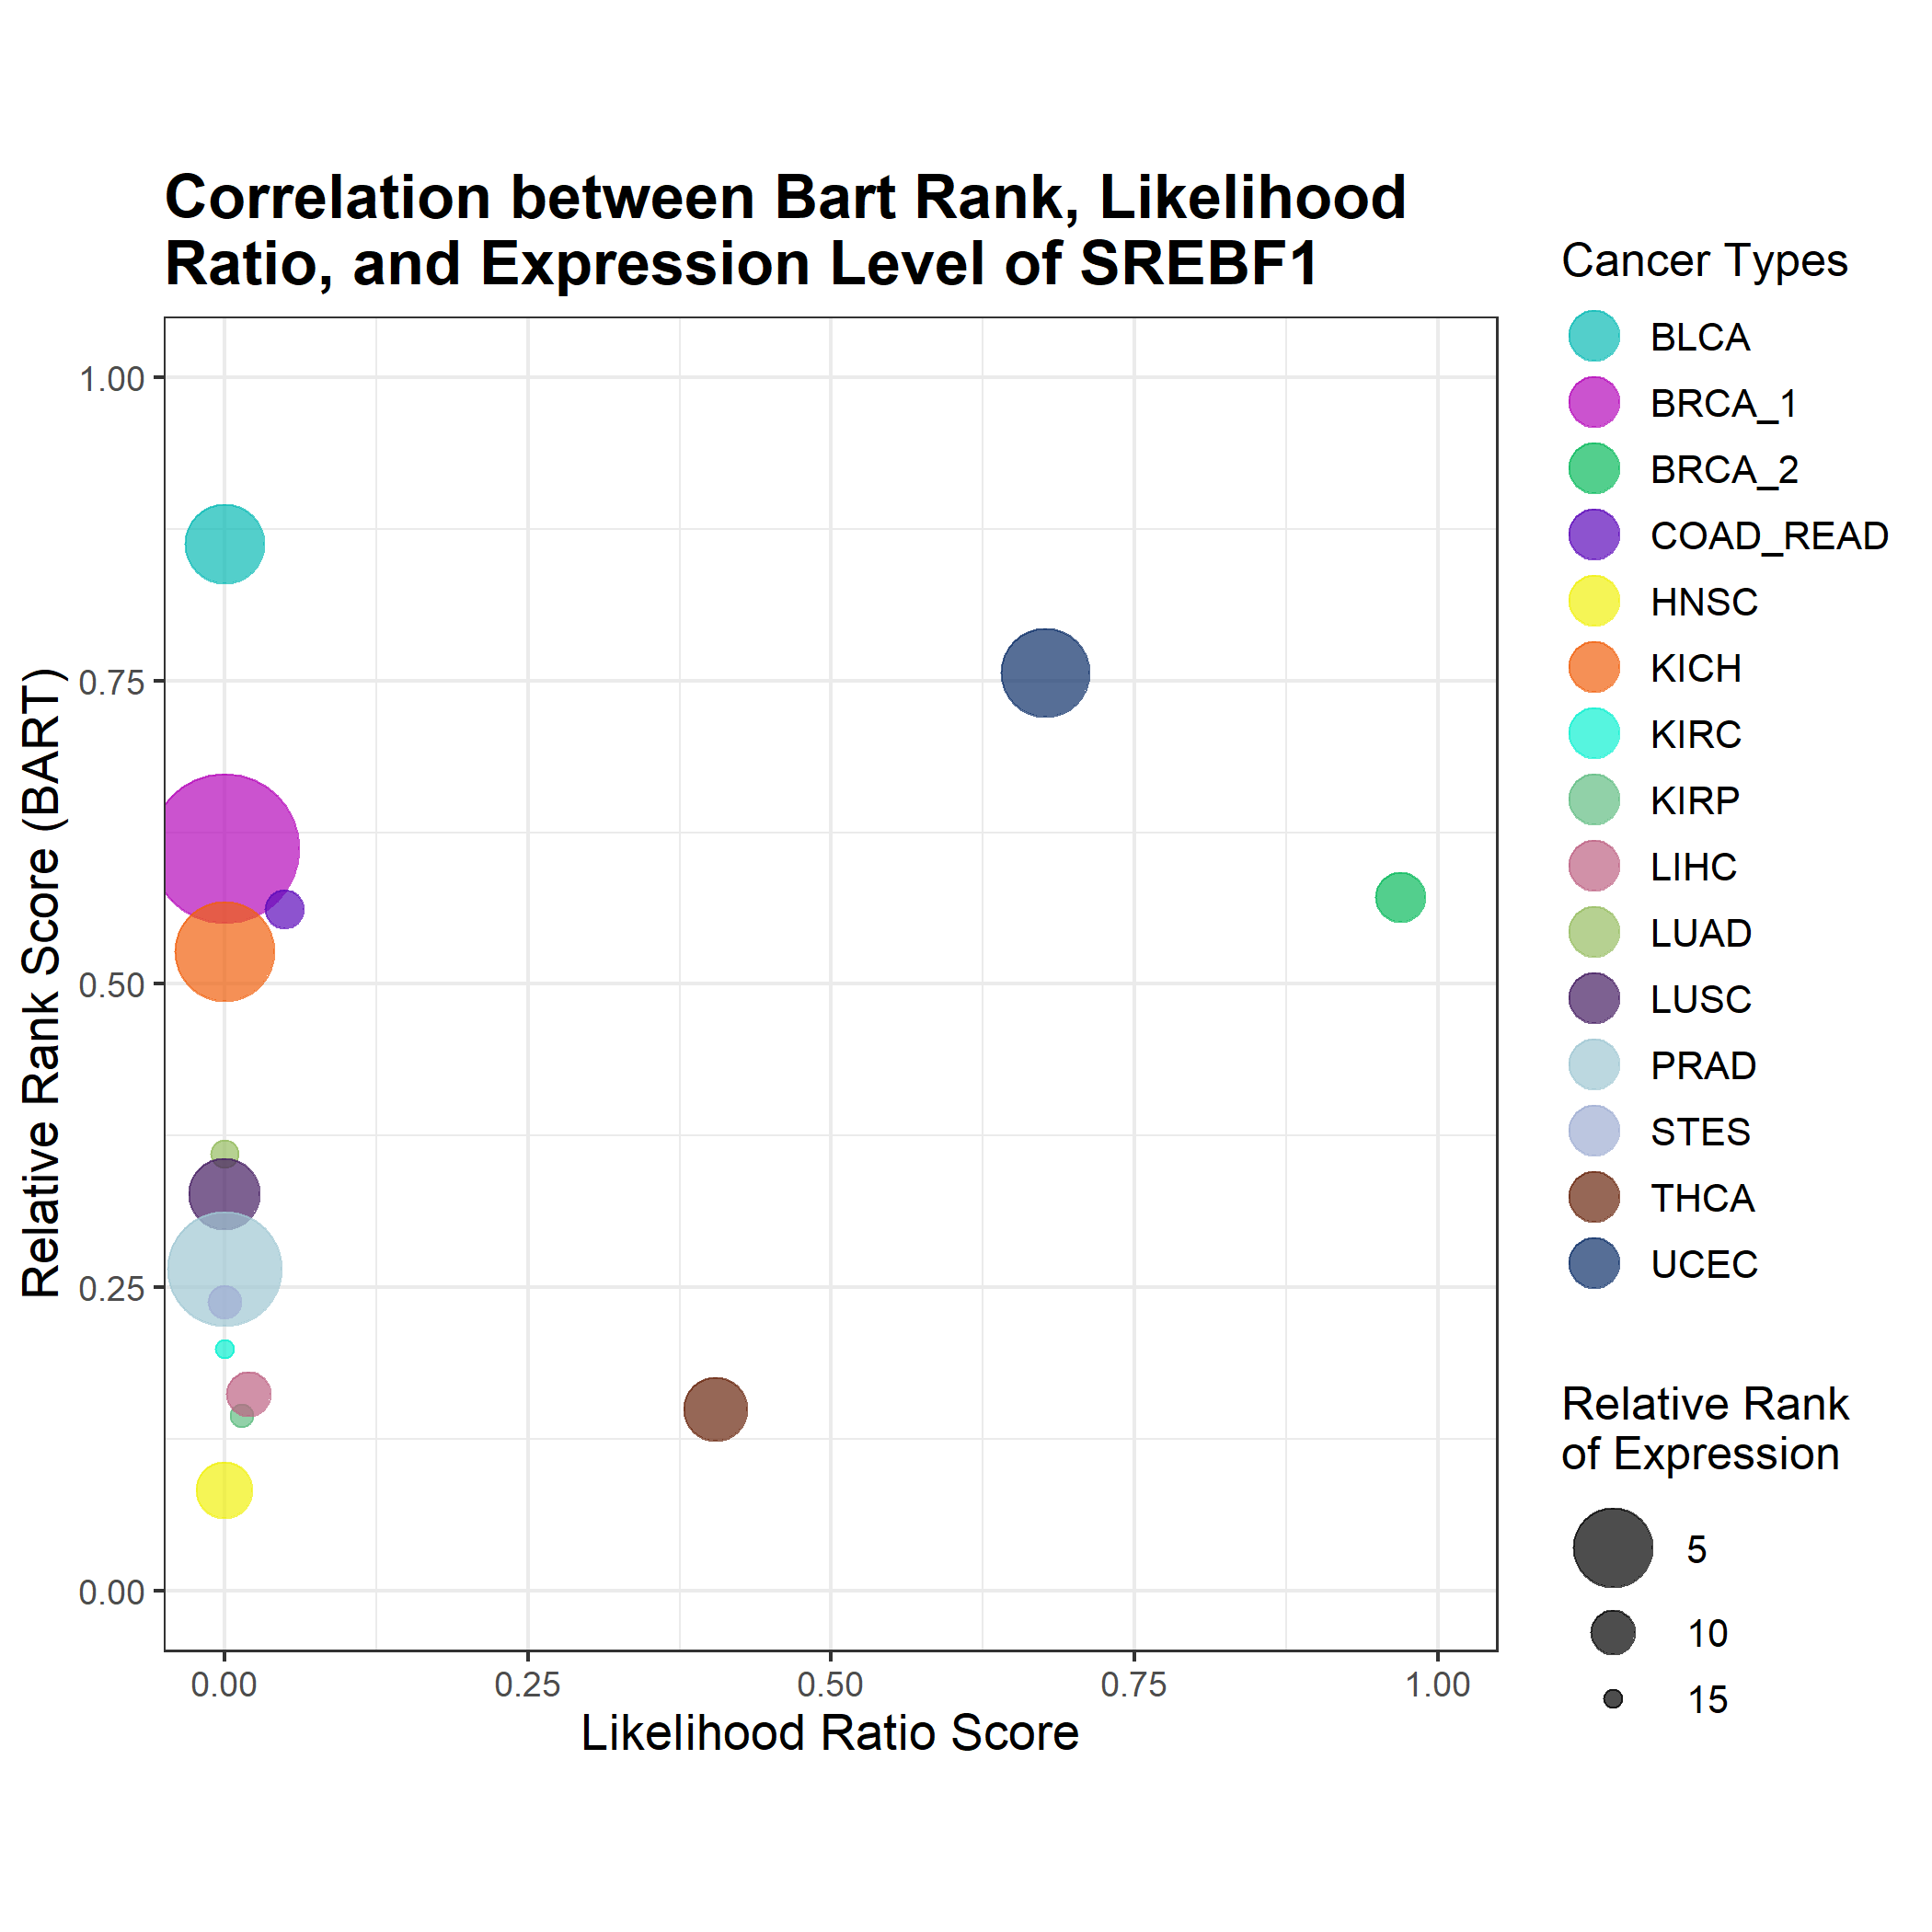 Correlation between Bart Rank, Likelihood
Ratio, and Expression Level of SREBF1
Relative Rank Score (BART)
1.00
0.75
0.50
0.25
0.00
0.00
0.25
0.50
0.75
1.00
Likelihood Ratio Score
Cancer Types
BLCA
BRCA_1
BRCA_2
COAD_READ
HNSC
KICH
KIRC
KIRP
LIHC
LUAD
LUSC
PRAD
STES
THCA
UCEC
Relative Rank
of Expression
5
10
15